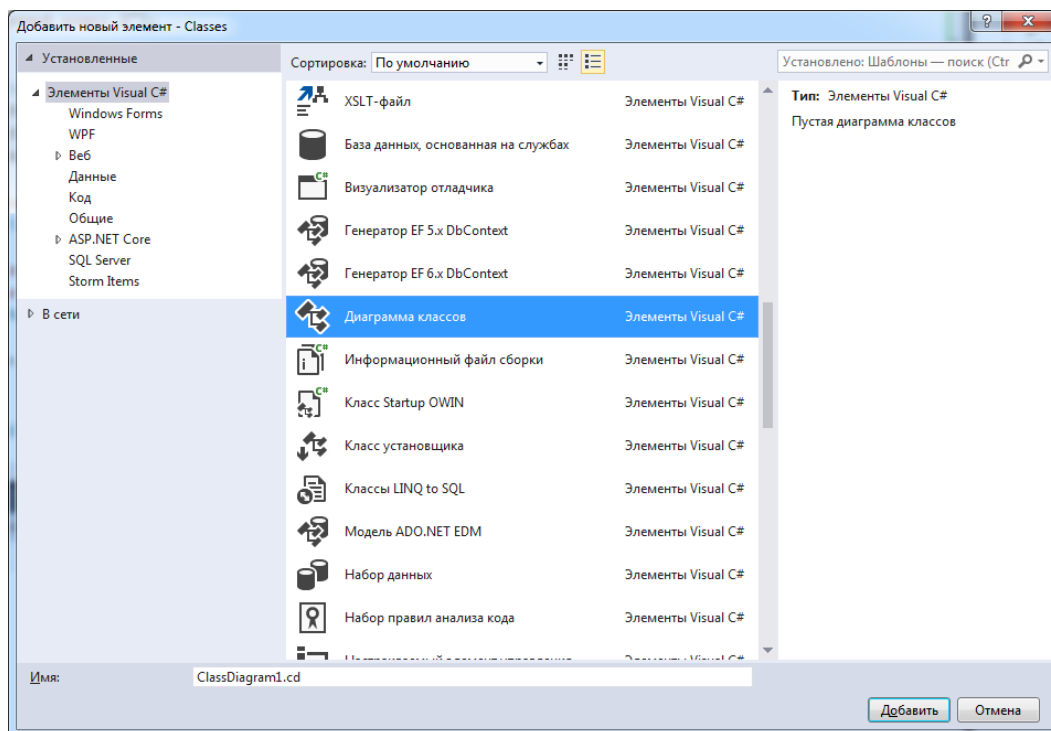 Добавить новый элемент - Classes
Установленные
Элементы Visual C#
Windows Forms
WPF
Веб
Данные
Код
Общие
ASP.NET Core
SQL Server
Storm Items
В сети
Сортировка: По умолчанию
XSLT-файл Элементы Visual C#
База данных, основанная на службах Элементы Visual C#
Визуализатор отладчика Элементы Visual C#
Генератор EF 5.x DbContext Элементы Visual C#
Генератор EF 6.x DbContext Элементы Visual C#
Диаграмма классов Элементы Visual C#
Информационный файл сборки Элементы Visual C#
Класс Startup OWIN Элементы Visual C#
Класс установщика Элементы Visual C#
Классы LINQ to SQL Элементы Visual C#
Модель ADO.NET EDM Элементы Visual C#
Набор данных Элементы Visual C#
Набор правил анализа кода Элементы Visual C#
Установлено: Шаблоны — поиск (Ctr
Тип: Элементы Visual C#
Пустая диаграмма классов
Имя: ClassDiagram1.cd
Добавить Отмена